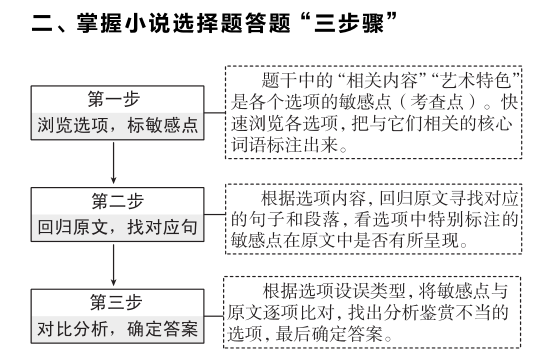 二、掌握小说选择题答题“三步骤”
第一步
浏览选项，标敏感点
题干中的“相关内容”“艺术特色”
是各个选项的敏感点（考查点）。快
速浏览各选项，把与它们相关的核心
词语标注出来。
第二步
回归原文，找对应句
根据选项内容，回归原文寻找对应
的句子和段落，看选项中特别标注的
敏感点在原文中是否有所呈现。
第三步
对比分析，确定答案
根据选项设误类型，将敏感点与
原文逐项比对，找出分析鉴赏不当的
选项，最后确定答案。